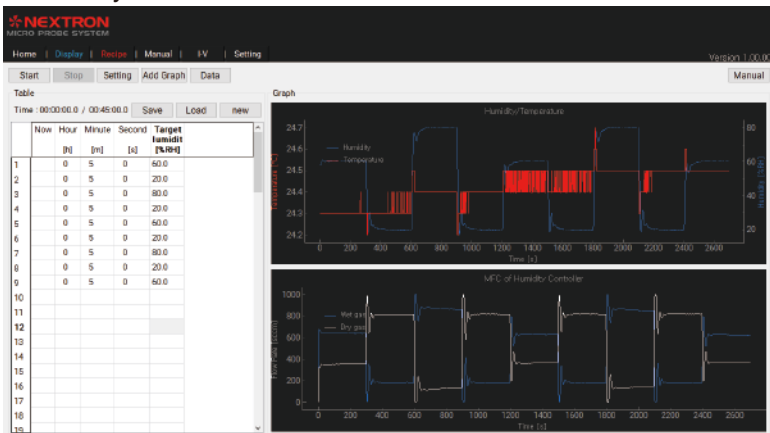 NEXTRON
MICRO PROBE SYSTEM
Home | Display | Recipe | Manual | I-V | Setting
Version 1.00.00
Start Stop Setting Add Graph Data Manual
Table
Time : 00:00:00.0 / 00:45:00.0 Save Load new
Now Hour Minute Second Target
lumidit
[h] [m] [s] [%RH]
1 0 5 0 60.0
2 0 5 0 20.0
3 0 5 0 80.0
4 0 5 0 20.0
5 0 5 0 60.0
6 0 5 0 20.0
7 0 5 0 80.0
8 0 5 0 20.0
9 0 5 0 60.0
10
11
12
13
14
15
16
17
18
19
Graph
Humidity/Temperature
Humidity
Temperature
24.7
24.6
24.5
24.4
24.3
24.2
Temperature (°C)
80
60
40
20
Humidity (%RH)
0 200 400 600 800 1000 1200 1400 1600 1800 2000 2200 2400 2600
Time [s]
MFC of Humidity Controller
Wet gas
Dry gas
1000
800
600
400
200
0
Flow Rate [sccm]
0 200 400 600 800 1000 1200 1400 1600 1800 2000 2200 2400 2600
Time [s]